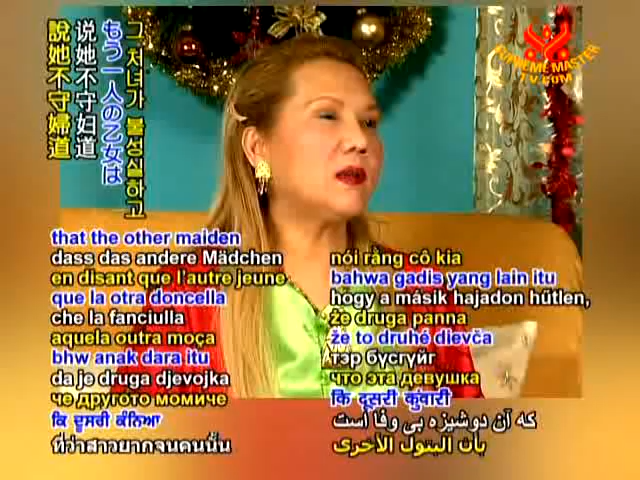 說她不守婦道
说她不守妇道
もう一人の乙女は
그 처녀가 불성실하고
SUPREME MASTER
TV.COM
that the other maiden
dass das andere Mädchen
en disant que l'autre jeune
que la otra doncella
che la fanciulla
aquela outra moça
bhw anak dara itu
da je druga djevojka
че другото момиче
ਕਿ ਦੂਸਰੀ ਕੰਨਿਆ
ที่ว่าสาวยากจนคนนั้น
nói rằng cô kia
bahwa gadis yang lain itu
hogy a másik hajadon hűtlen,
że druga panna
že to druhé dievča
тэр бүсгүйг
что эта девушка
कि दूसरी कुंवारी
که آن دوشیزه بی وفا است
بأن البتول الأخرى